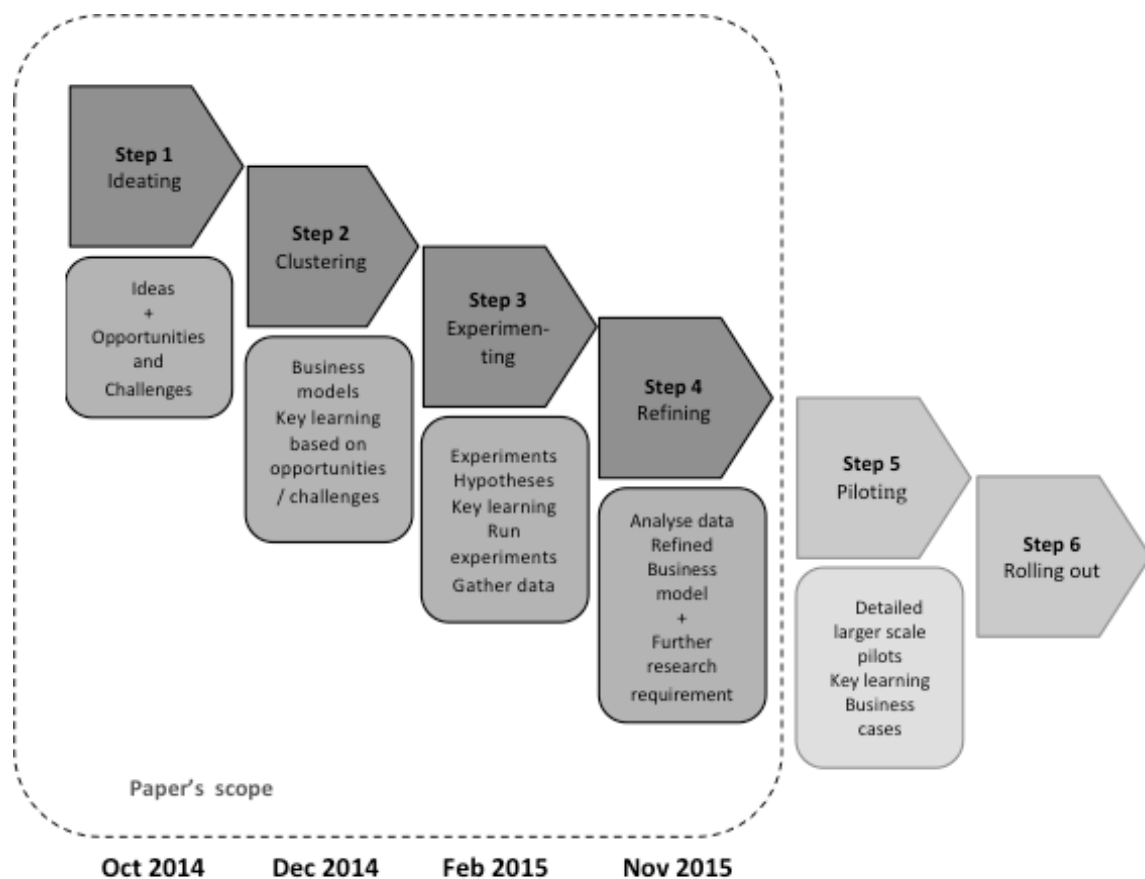 Step 1
Ideating
Ideas
+
Opportunities
and
Challenges
Step 2
Clustering
Business
models
Key learning
based on
opportunities
/ challenges
Step 3
Experimen-
ting
Experiments
Hypotheses
Key learning
Run
experiments
Gather data
Step 4
Refining
Analyse data
Refined
Business
model
+
Further
research
requirement
Step 5
Piloting
Detailed
larger scale
pilots
Key learning
Business
cases
Step 6
Rolling out
Paper's scope
Oct 2014
Dec 2014
Feb 2015
Nov 2015